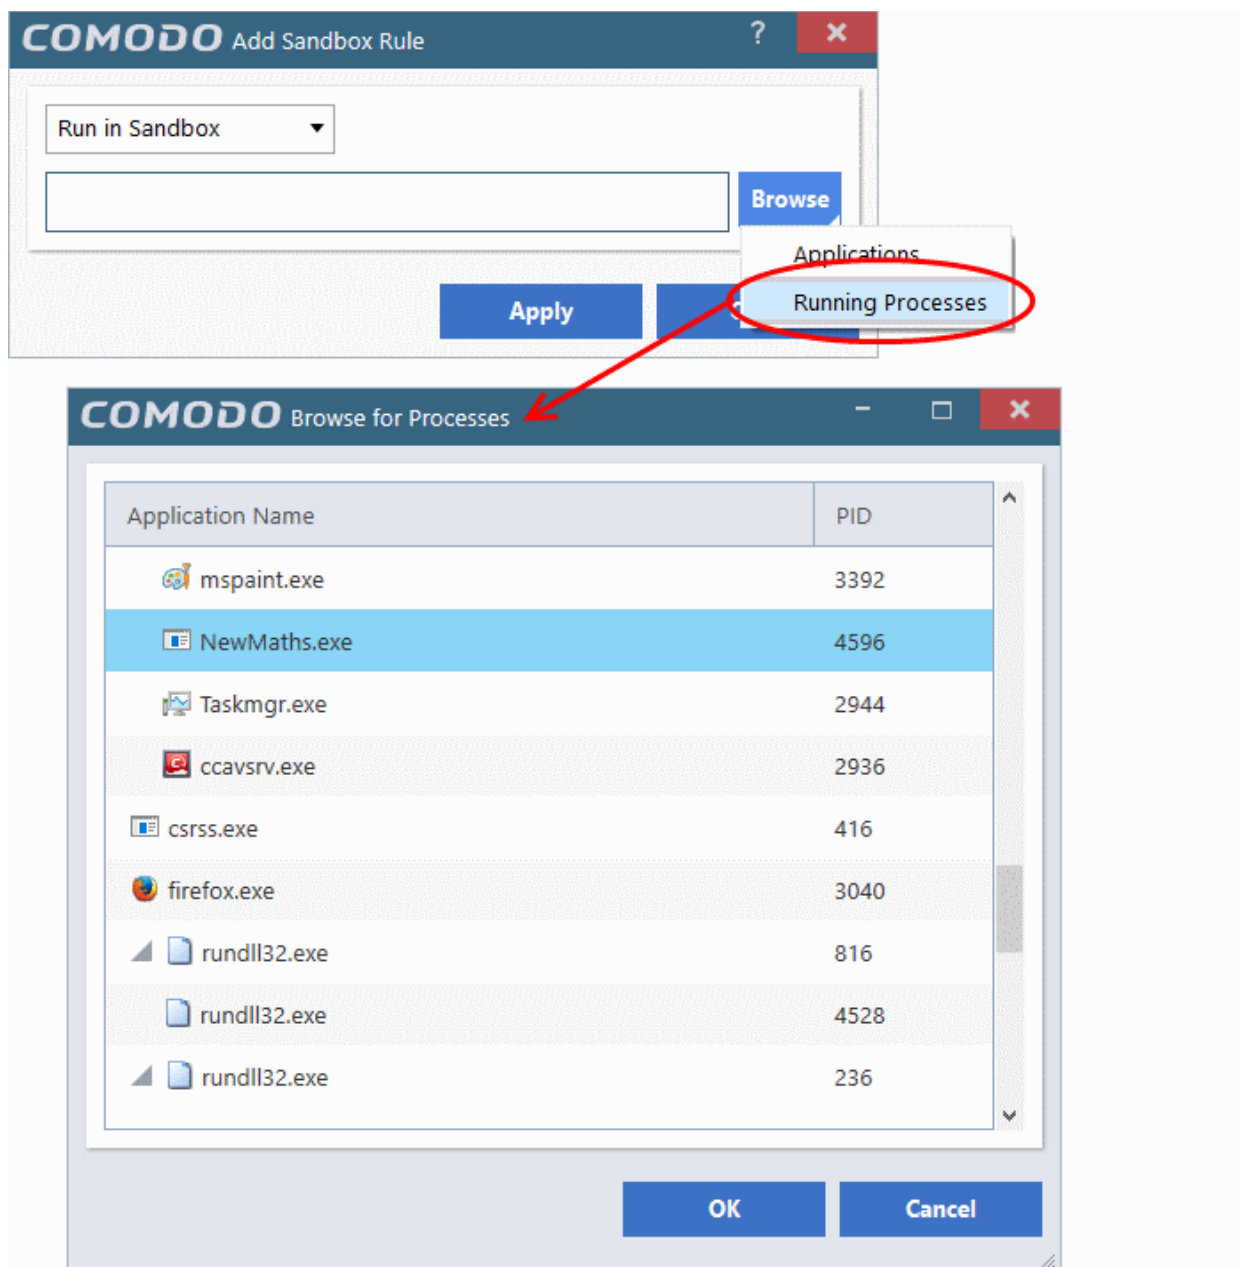 COMODO Add Sandbox Rule ?
Run in Sandbox
Browse
Applications
Running Processes
Apply
COMODO Browse for Processes
Application Name PID
mspaint.exe 3392
NewMaths.exe 4596
Taskmgr.exe 2944
ccavsrv.exe 2936
csrss.exe 416
firefox.exe 3040
rundll32.exe 816
rundll32.exe 4528
rundll32.exe 236
OK Cancel